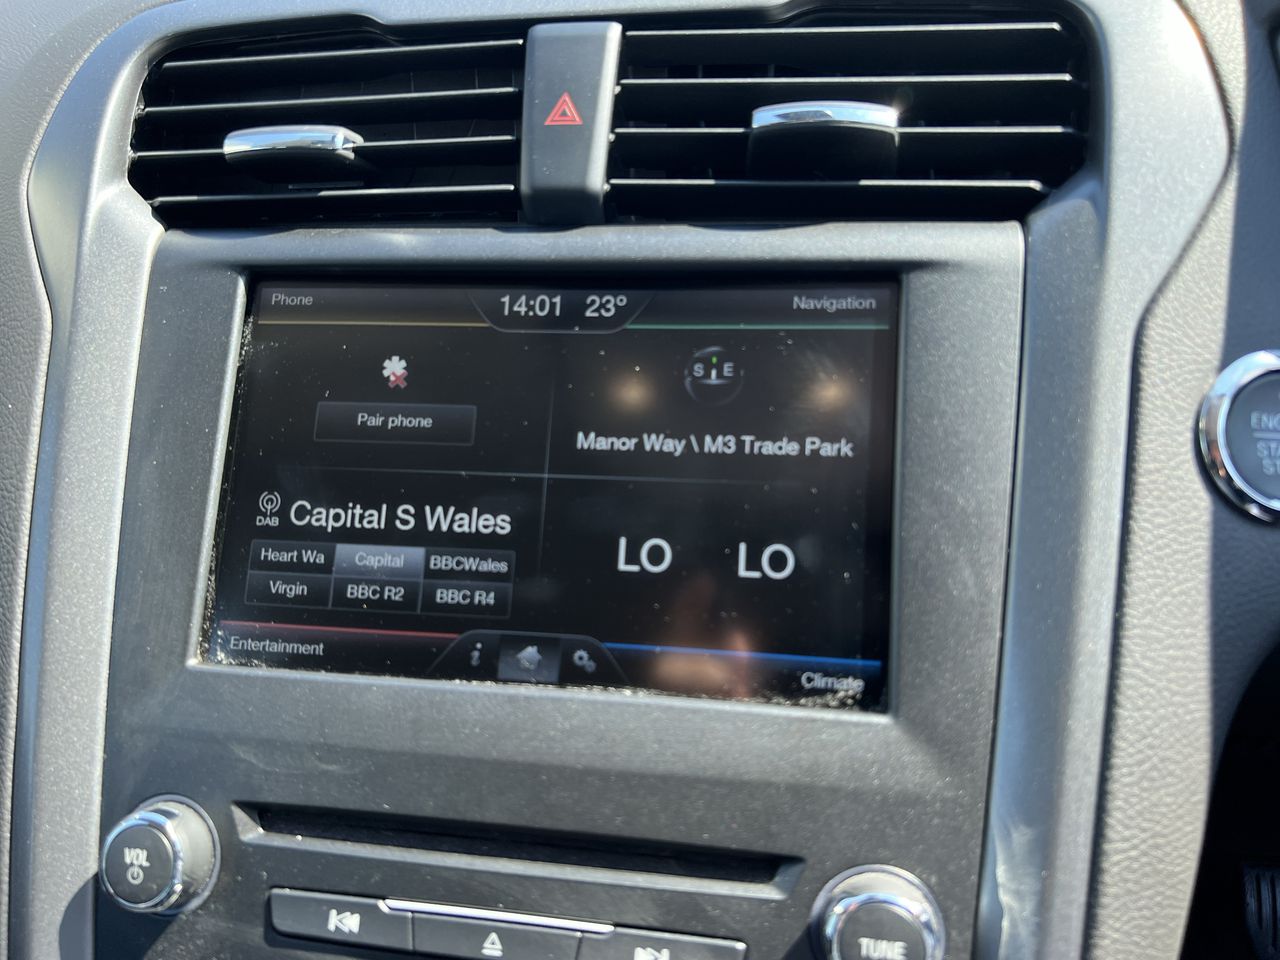 Phone
14:01 23°
Navigation
S E
Pair phone
Manor Way \ M3 Trade Park
DAB
Capital S Wales
Heart Wa
Capital
BBCWales
Virgin
BBC R2
BBC R4
LO LO
Entertainment
i
Climate
VOL
TUNE